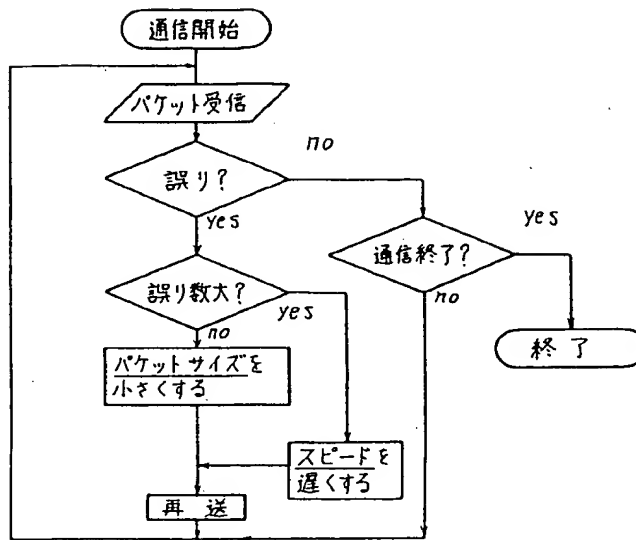 通信開始
パケット受信
no
誤り?
yes
yes
通信終了?
no
誤り数大?
yes
no
終了
パケットサイズを
小さくする
スピードを
遅くする
再送